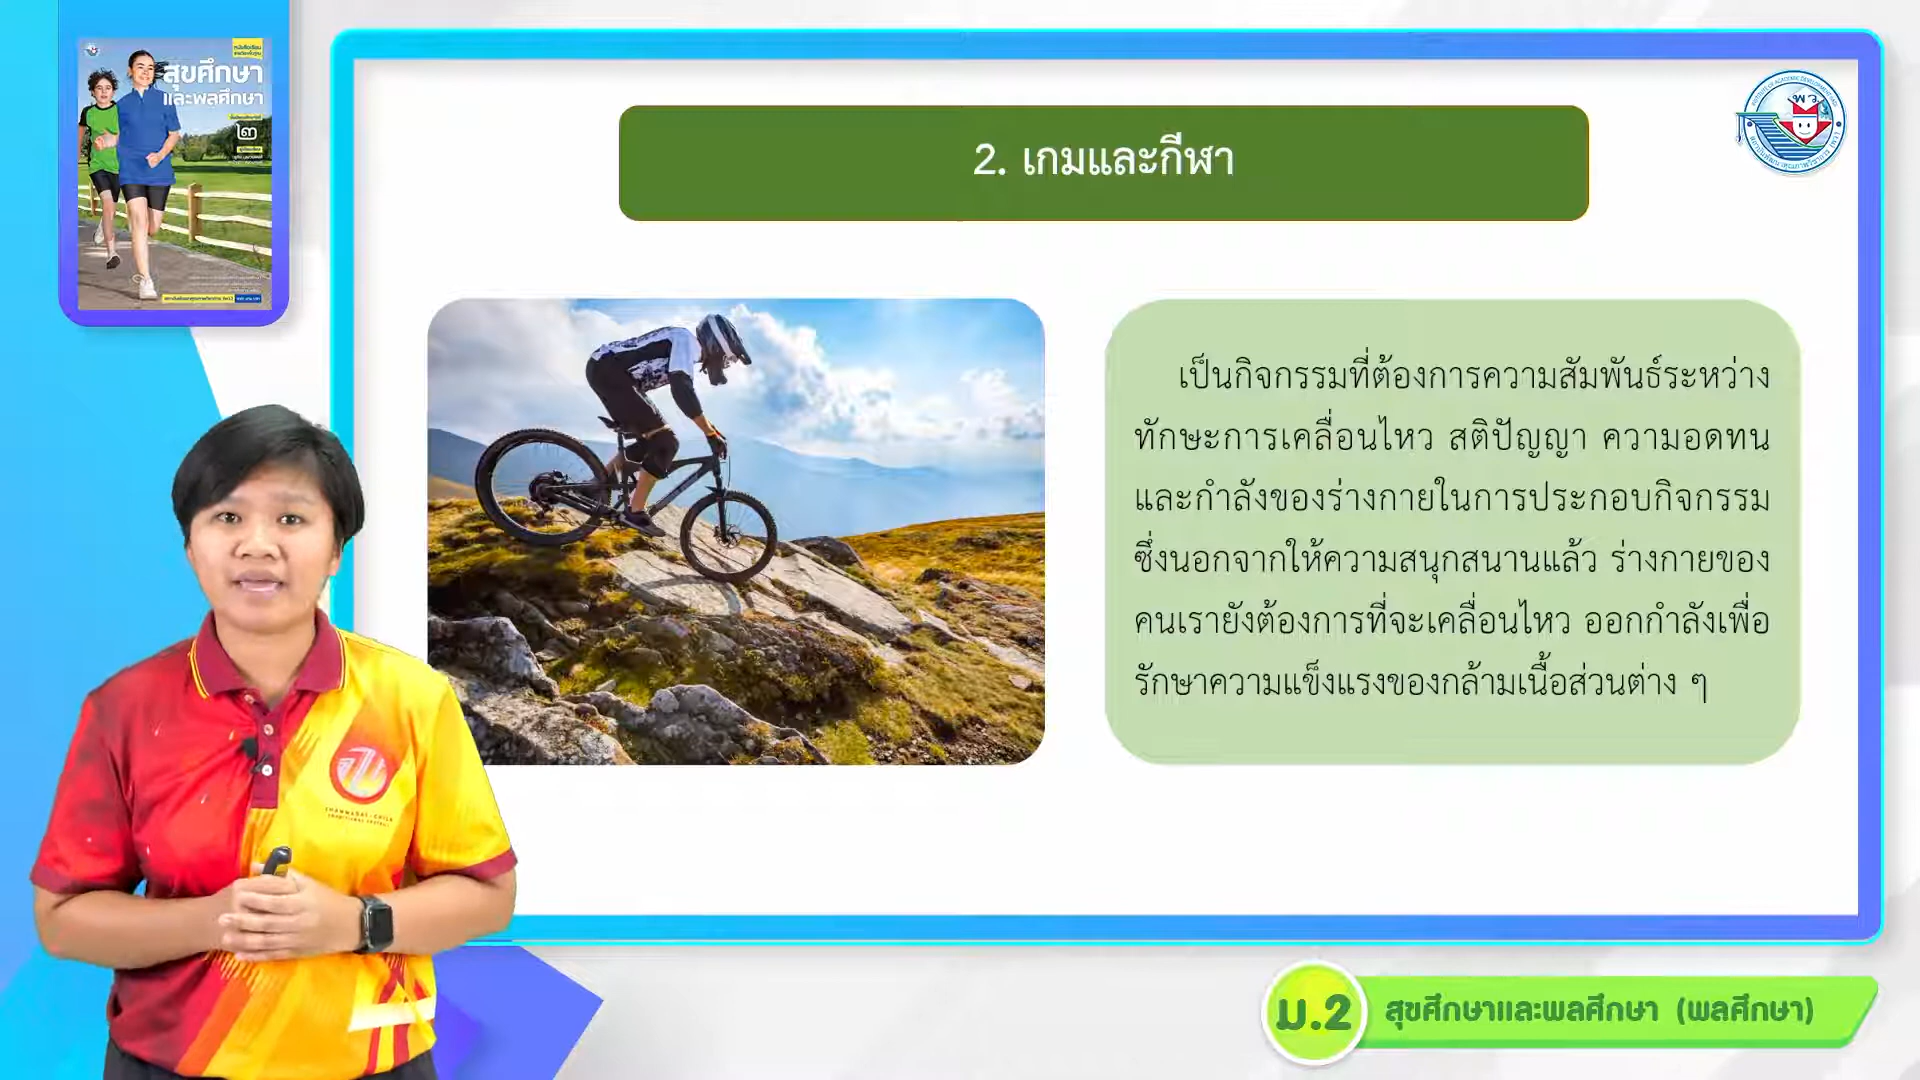 สุขศึกษา
และพลศึกษา
๒
2. เกมและกีฬา
พว
เป็นกิจกรรมที่ต้องการความสัมพันธ์ระหว่าง
ทักษะการเคลื่อนไหว สติปัญญา ความอดทน
และกำลังของร่างกายในการประกอบกิจกรรม
ซึ่งนอกจากให้ความสนุกสนานแล้ว ร่างกายของ
คนเรายังต้องการที่จะเคลื่อนไหว ออกกำลังเพื่อ
รักษาความแข็งแรงของกล้ามเนื้อส่วนต่าง ๆ
ม.2 สุขศึกษาและพลศึกษา (พลศึกษา)